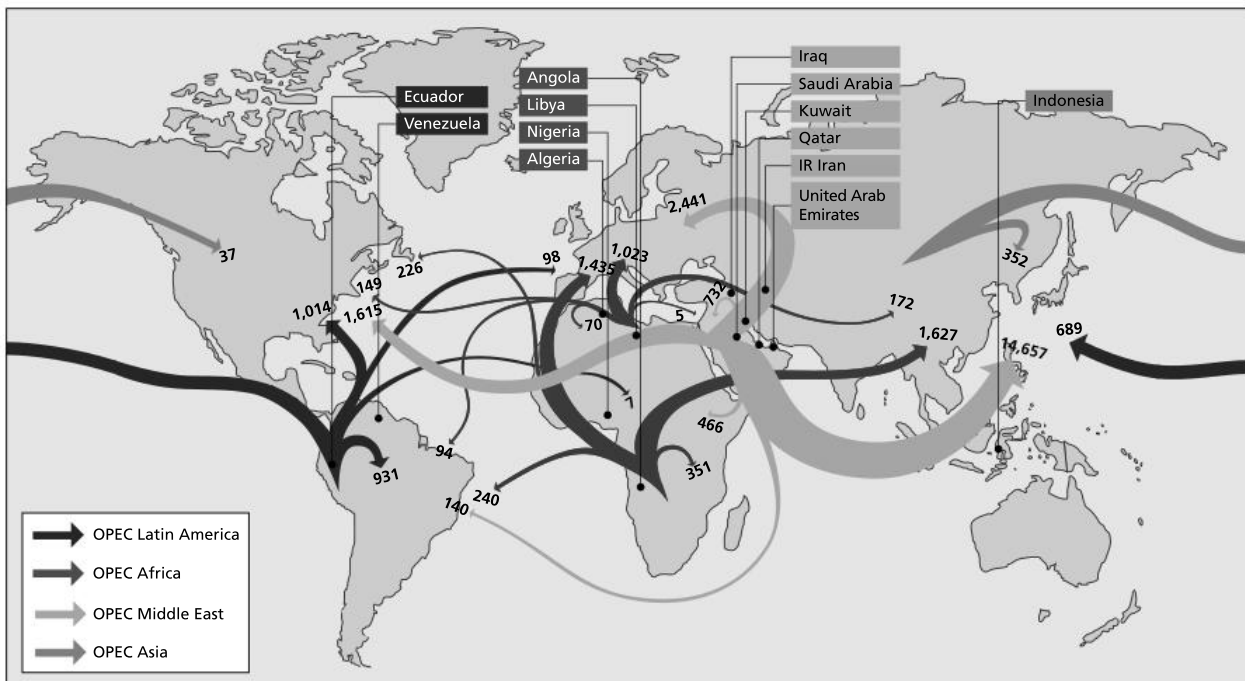 Ecuador
Venezuela
Angola
Libya
Nigeria
Algeria
Iraq
Saudi Arabia
Kuwait
Qatar
IR Iran
United Arab
Emirates
Indonesia
2,441
37
226
98
1,435
1,023
352
149
1,014
1,615
732
172
5
70
1,627
689
14,657
7
466
94
931
351
240
140
OPEC Latin America
OPEC Africa
OPEC Middle East
OPEC Asia